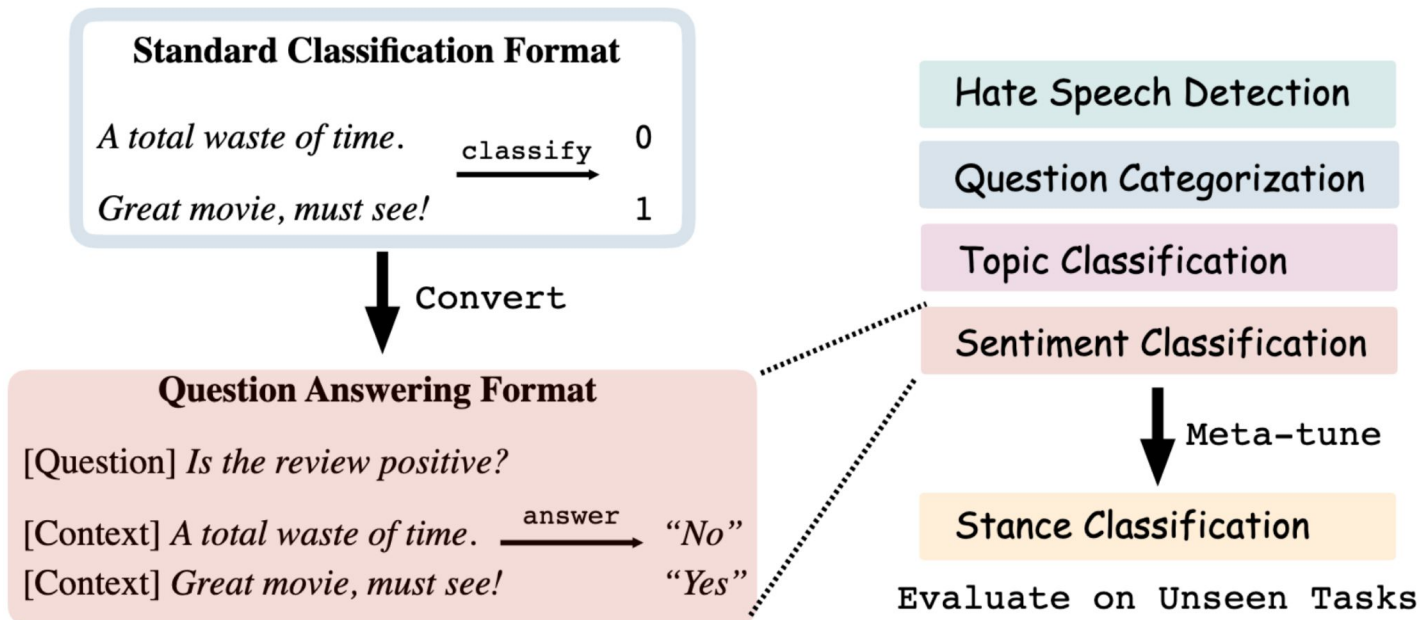 Standard Classification Format
A total waste of time.
classify
0
Great movie, must see!
1
Convert
Question Answering Format
[Question] Is the review positive?
[Context] A total waste of time.
answer
“No”
[Context] Great movie, must see!
“Yes”
Hate Speech Detection
Question Categorization
Topic Classification
Sentiment Classification
Meta-tune
Stance Classification
Evaluate on Unseen Tasks